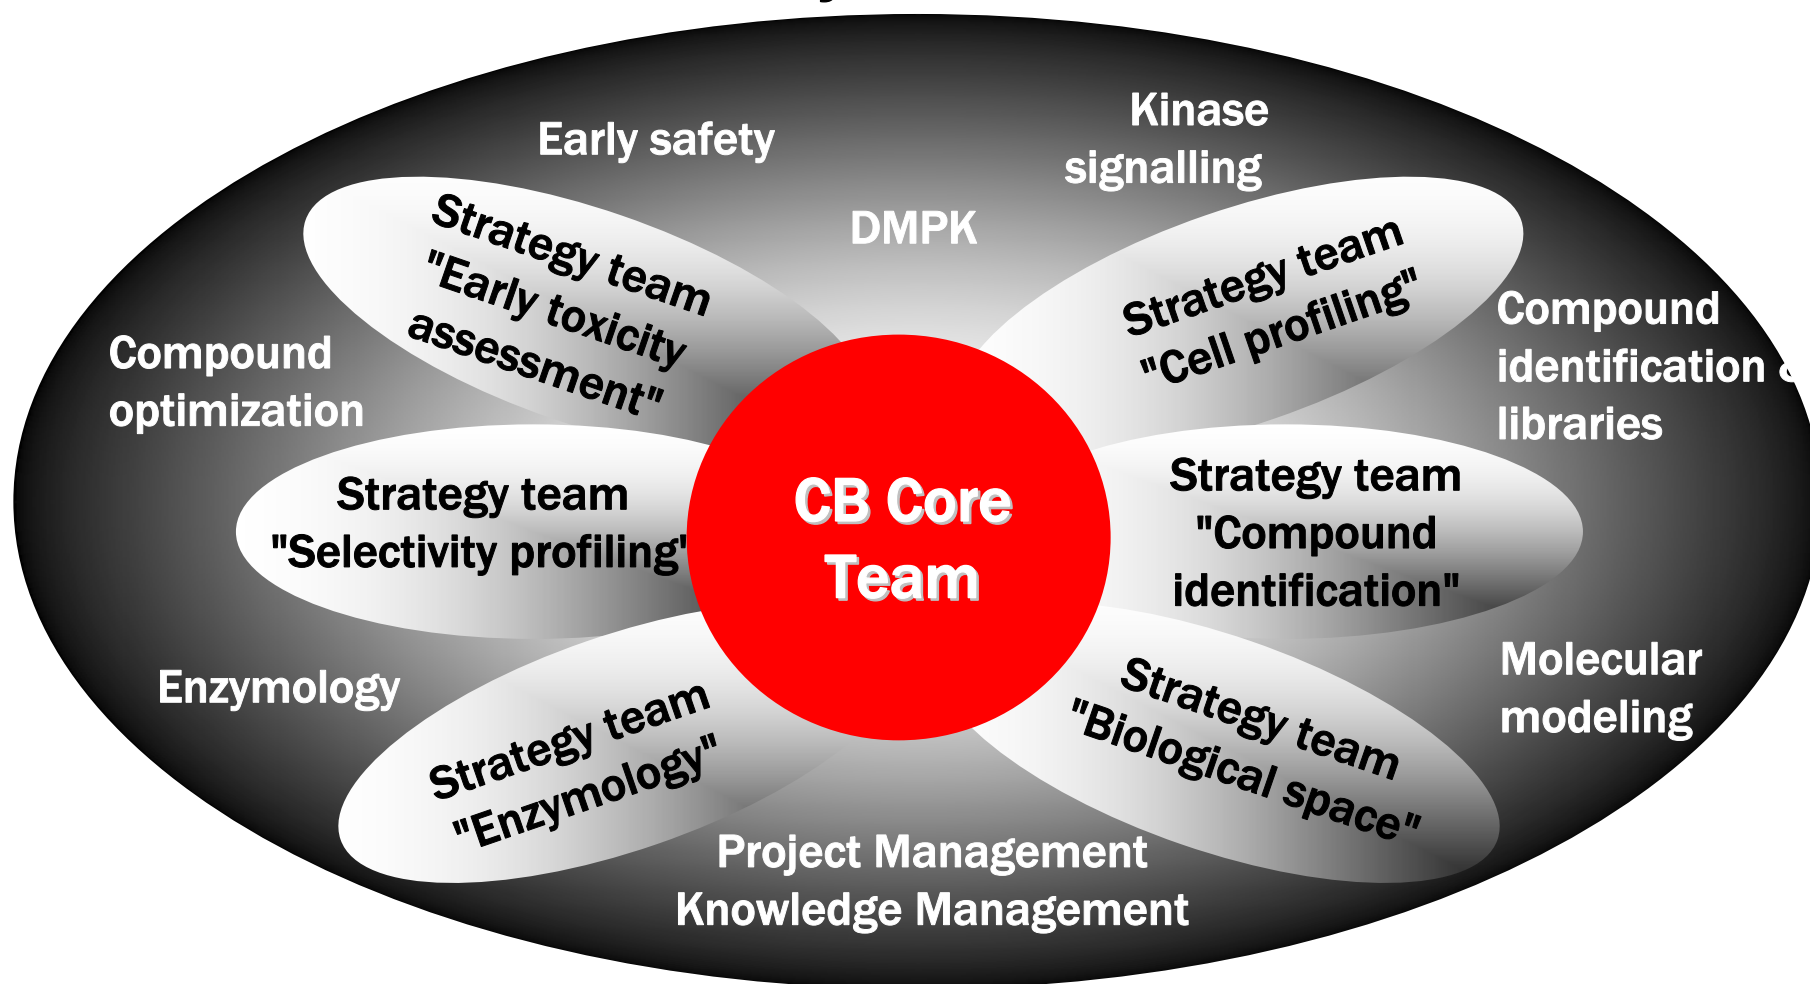 Early safety
Kinase
signalling
DMPK
Strategy team
"Early toxicity
assessment"
Strategy team
"Cell profiling"
Compound
optimization
Compound
identification
libraries
Strategy team
"Selectivity profiling"
CB Core
Team
Strategy team
"Compound
identification"
Enzymology
Molecular
modeling
Strategy team
"Enzymology"
Strategy team
"Biological space"
Project Management
Knowledge Management